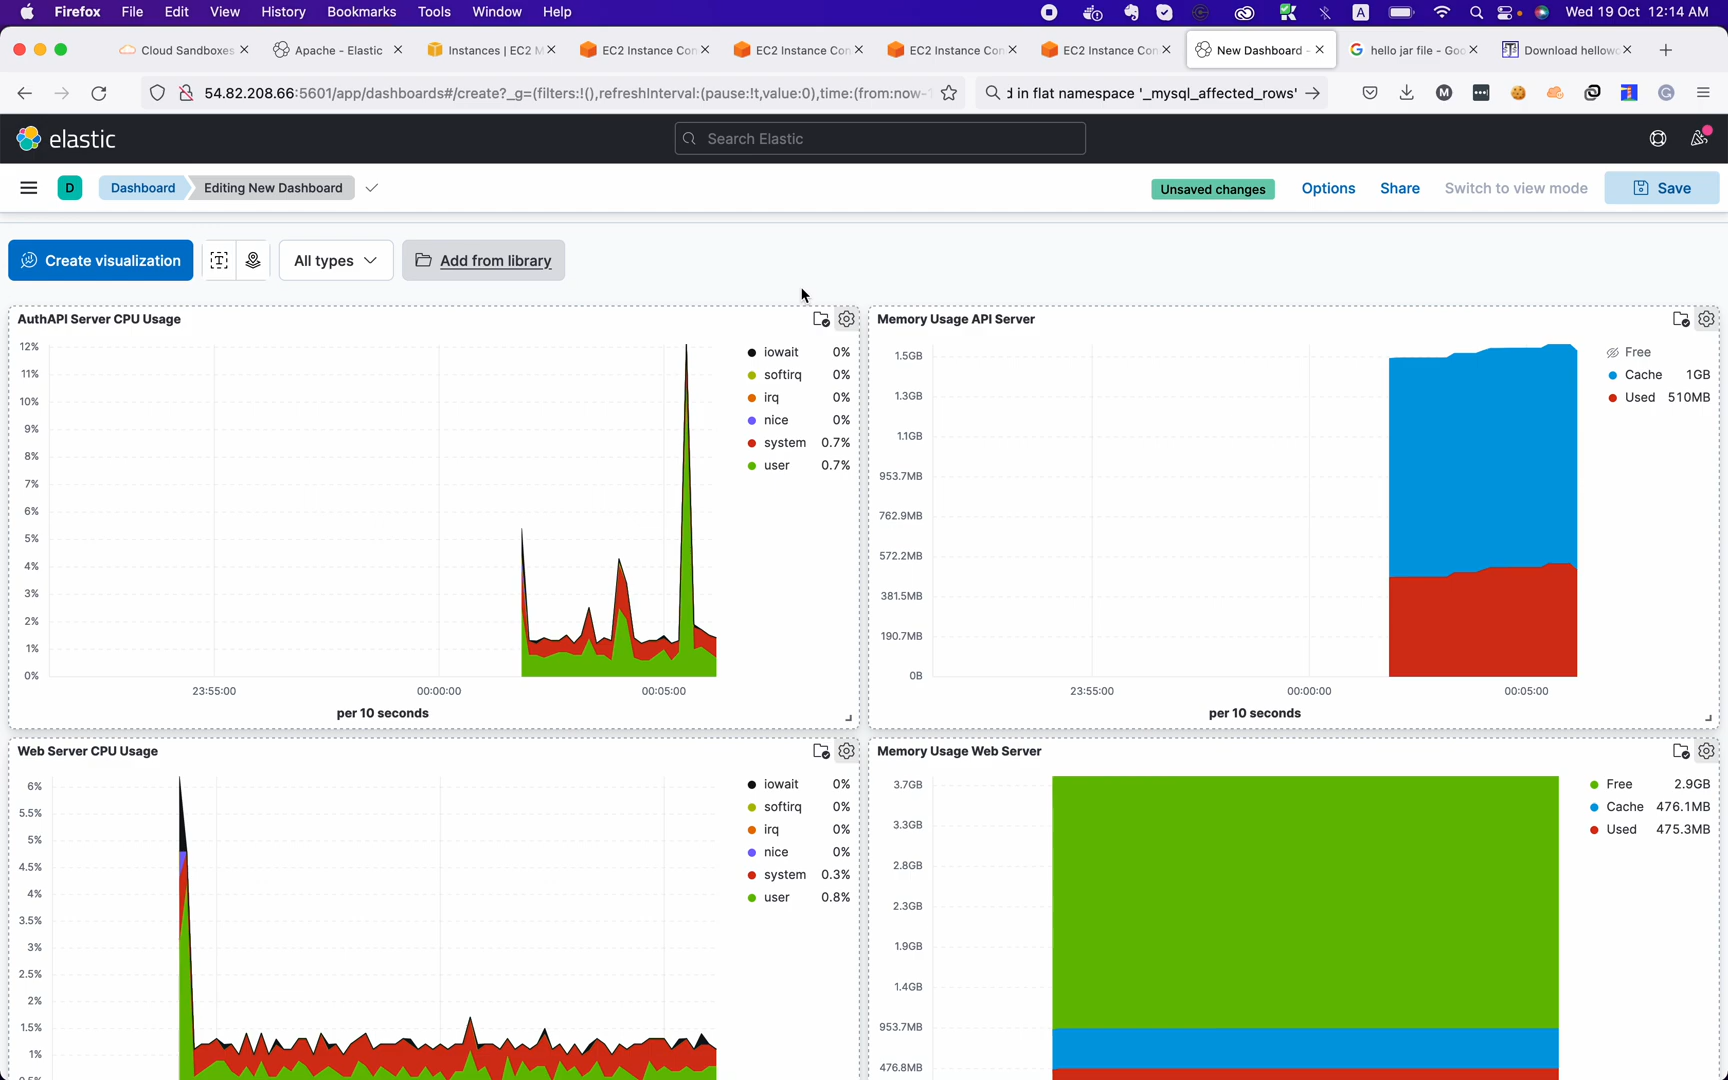 Firefox File Edit View History Bookmarks Tools Window Help A Wed 19 Oct 12:14 AM
Cloud Sandboxes Apache - Elastic Instances | EC2 M EC2 Instance Con EC2 Instance Con EC2 Instance Con EC2 Instance Con New Dashboard - hello jar file - Goo Download hellowo
54.82.208.66:5601/app/dashboards#/create?_g=(filters:!(),refreshInterval:(pause:!t,value:0),time:(from:now-1 d in flat namespace '_mysql_affected_rows'
elastic Search Elastic
D Dashboard Editing New Dashboard Unsaved changes Options Share Switch to view mode Save
Create visualization All types Add from library
AuthAPI Server CPU Usage
12%
11%
10%
9%
8%
7%
6%
5%
4%
3%
2%
1%
0%
23:55:00 00:00:00 00:05:00
per 10 seconds
iowait 0%
softirq 0%
irq 0%
nice 0%
system 0.7%
user 0.7%
Memory Usage API Server
1.5GB
1.3GB
1.1GB
953.7MB
762.9MB
572.2MB
381.5MB
190.7MB
0B
23:55:00 00:00:00 00:05:00
per 10 seconds
Free
Cache 1GB
Used 510MB
Web Server CPU Usage
6%
5.5%
5%
4.5%
4%
3.5%
3%
2.5%
2%
1.5%
1%
0.5%
iowait 0%
softirq 0%
irq 0%
nice 0%
system 0.3%
user 0.8%
Memory Usage Web Server
3.7GB
3.3GB
2.8GB
2.3GB
1.9GB
1.4GB
953.7MB
476.8MB
Free 2.9GB
Cache 476.1MB
Used 475.3MB